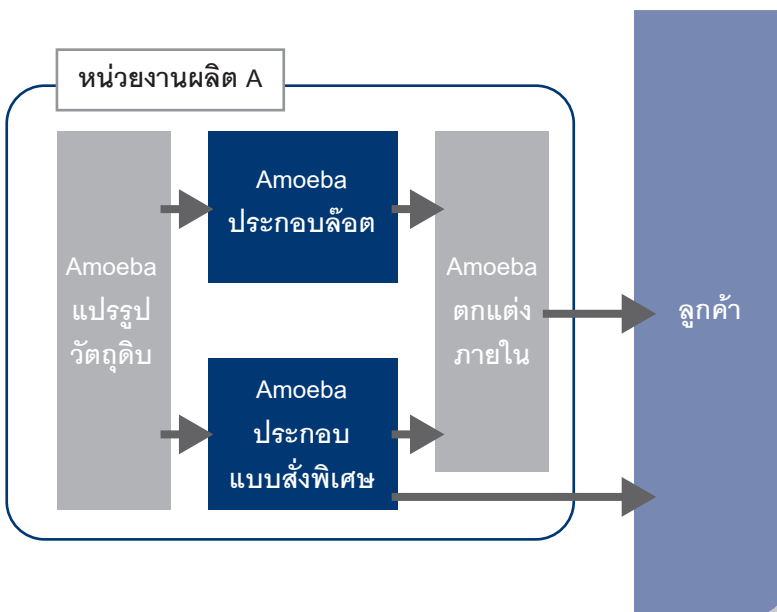 หน่วยงานผลิต A
Amoeba
แปรรูป
วัตถุดิบ
Amoeba
ประกอบล๊อต
Amoeba
ประกอบ
แบบสั่งพิเศษ
Amoeba
ตกแต่ง
ภายใน
ลูกค้า